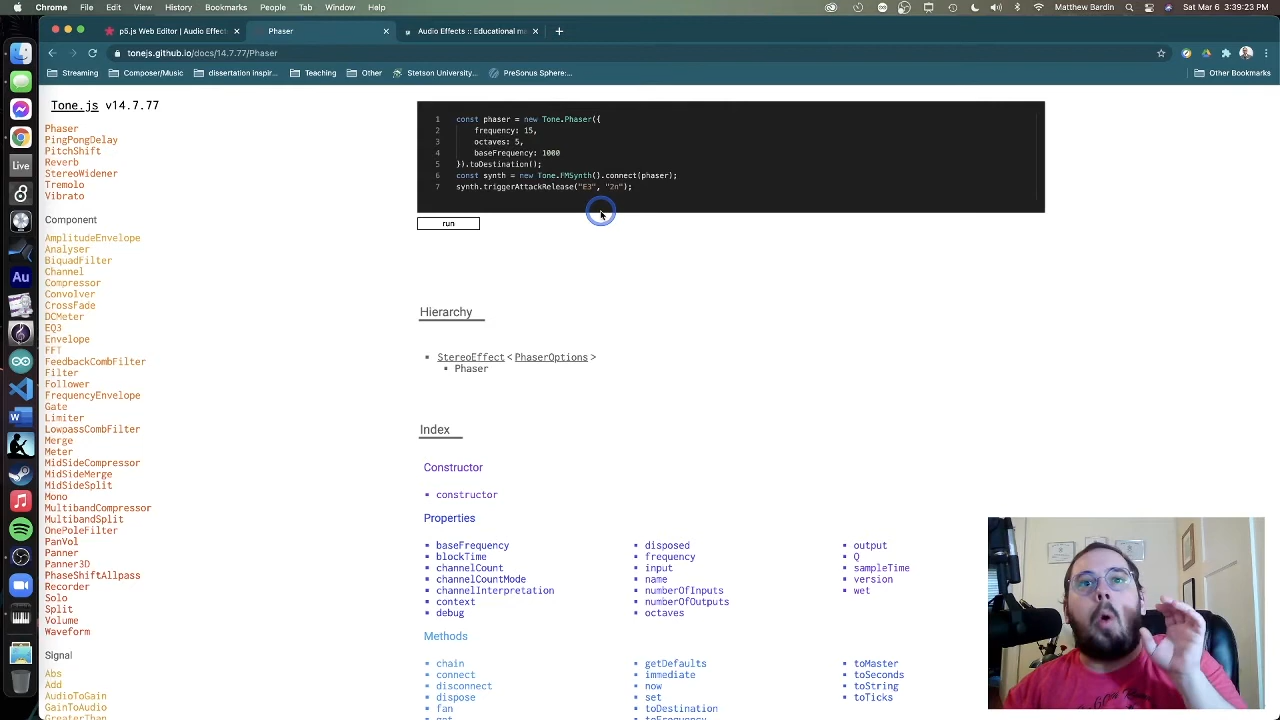 Chrome File Edit View History Bookmarks People Tab Window Help Matthew Bardin Sat Mar 6 3:39:23 PM
p5.js Web Editor | Audio Effect Phaser Audio Effects :: Educational m
tonejs.github.io/docs/14.7.77/Phaser
Streaming Composer/Music dissertation inspir... Teaching Other Stetson University... PreSonus Sphere:... Other Bookmarks
Tone.js v14.7.77
Phaser
PingPongDelay
PitchShift
Reverb
StereoWidener
Tremolo
Vibrato
Component
AmplitudeEnvelope
Analyser
BiquadFilter
Channel
Compressor
Convolver
CrossFade
DCMeter
EQ3
Envelope
FFT
FeedbackCombFilter
Filter
Follower
FrequencyEnvelope
Gate
Limiter
LowpassCombFilter
Merge
Meter
MidSideCompressor
MidSideMerge
MidSideSplit
Mono
MultibandCompressor
MultibandSplit
OnePoleFilter
PanVol
Panner
Panner3D
PhaseShiftAllpass
Recorder
Solo
Split
Volume
Waveform
Signal
Abs
Add
AudioToGain
GainToAudio
GreaterThan
1 const phaser = new Tone.Phaser({
2 frequency: 15,
3 octaves: 5,
4 baseFrequency: 1000
5 }).toDestination();
6 const synth = new Tone.FMSynth().connect(phaser);
7 synth.triggerAttackRelease("E3", "2n");
run
Hierarchy
StereoEffect < PhaserOptions >
Phaser
Index
Constructor
constructor
Properties
baseFrequency disposed output
blockTime frequency Q
channelCount input sampleTime
channelCountMode name version
channelInterpretation numberOfInputs wet
context numberOfOutputs
debug octaves
Methods
chain getDefaults toMaster
connect immediate toSeconds
disconnect now toString
dispose set toTicks
fan toDestination
get toFrequency
Live
Au